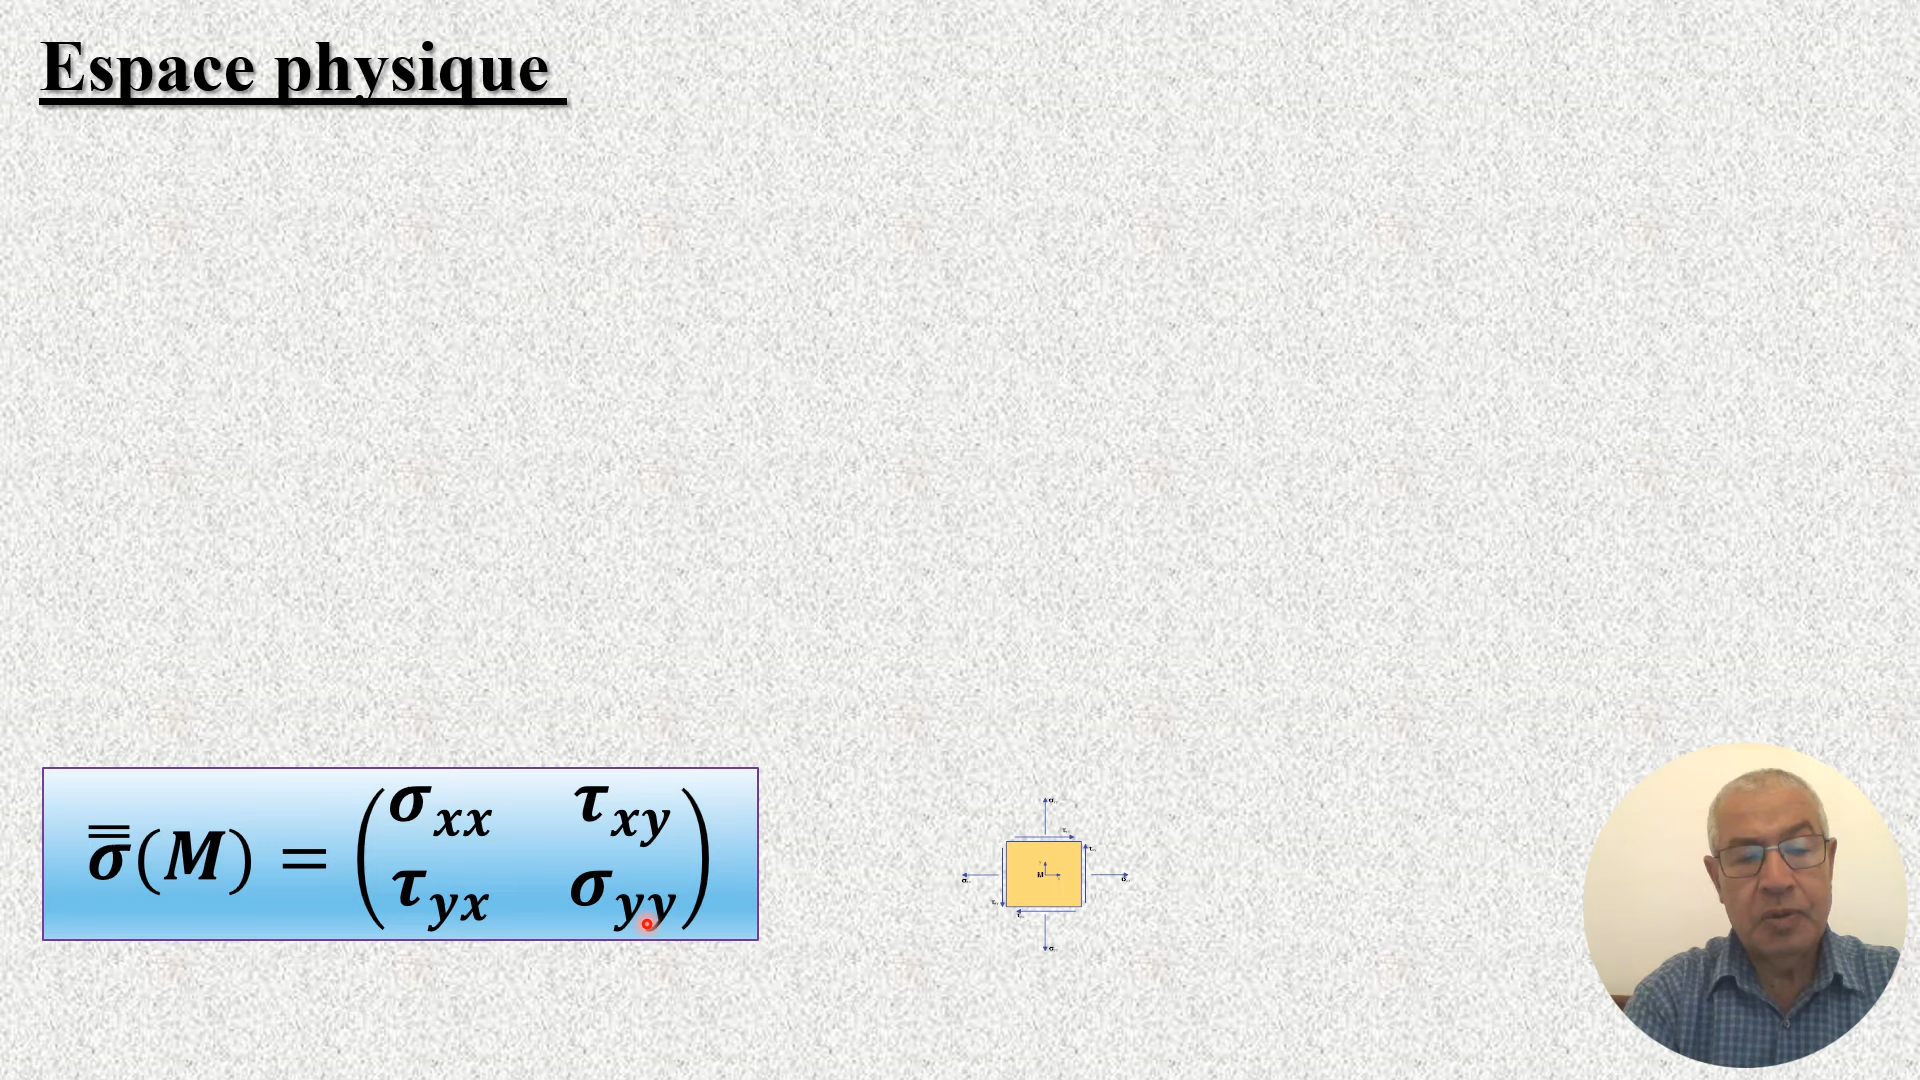 Espace physique
σ̿(M) = (σxx τxy
τyx σyy)
M